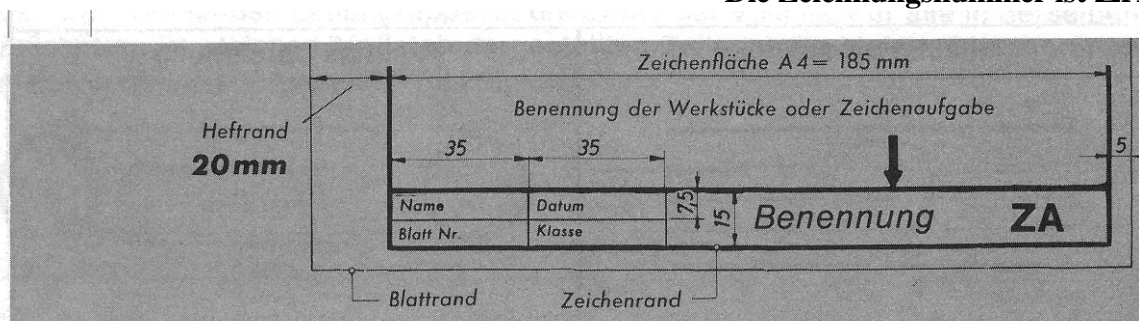 Die Zeichnungsnummer ist
Zeichenfläche A4 = 185 mm
Benennung der Werkstücke oder Zeichenaufgabe
Heftrand
20mm
35 35 5
Name Datum 7,5 15 Benennung ZA
Blatt Nr. Klasse
Blattrand Zeichenrand